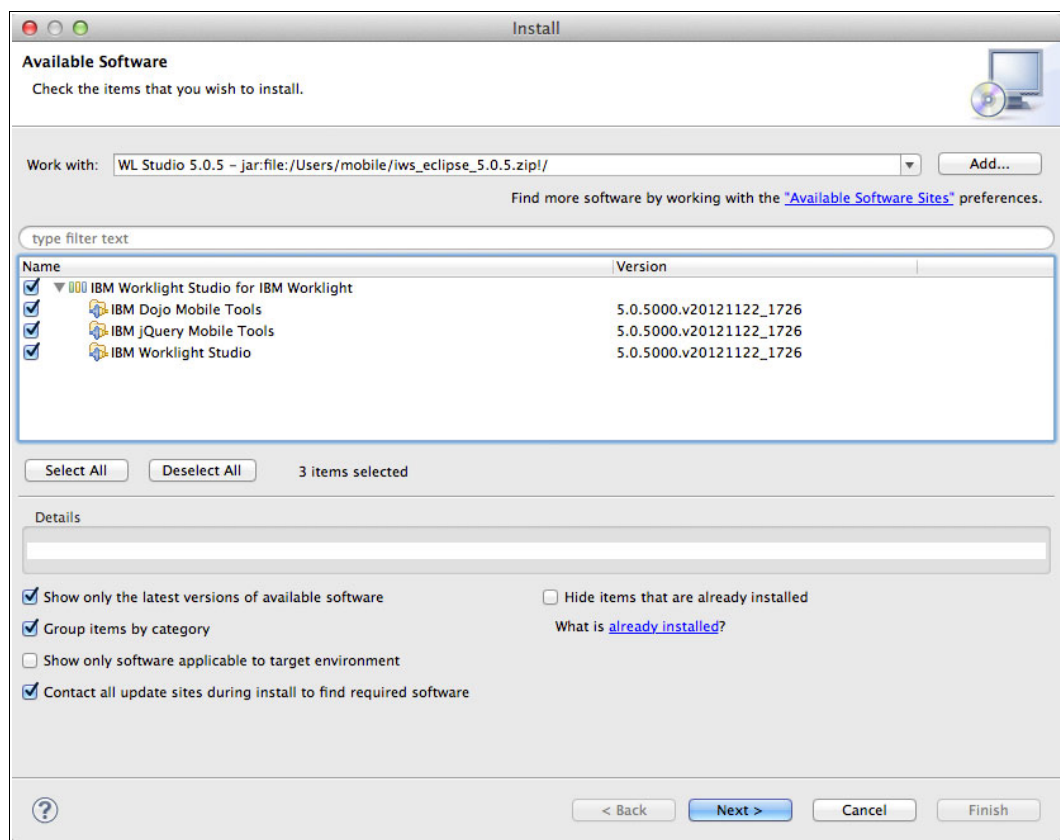 Install
Available Software
Check the items that you wish to install.
Work with: WL Studio 5.0.5 – jar:file:/Users/mobile/iws_eclipse_5.0.5.zip!/ Add...
Find more software by working with the "Available Software Sites" preferences.
type filter text
Name Version
IBM Worklight Studio for IBM Worklight
IBM Dojo Mobile Tools 5.0.5000.v20121122_1726
IBM jQuery Mobile Tools 5.0.5000.v20121122_1726
IBM Worklight Studio 5.0.5000.v20121122_1726
Select All Deselect All 3 items selected
Details
Show only the latest versions of available software Hide items that are already installed
Group items by category What is already installed?
Show only software applicable to target environment
Contact all update sites during install to find required software
? < Back Next > Cancel Finish